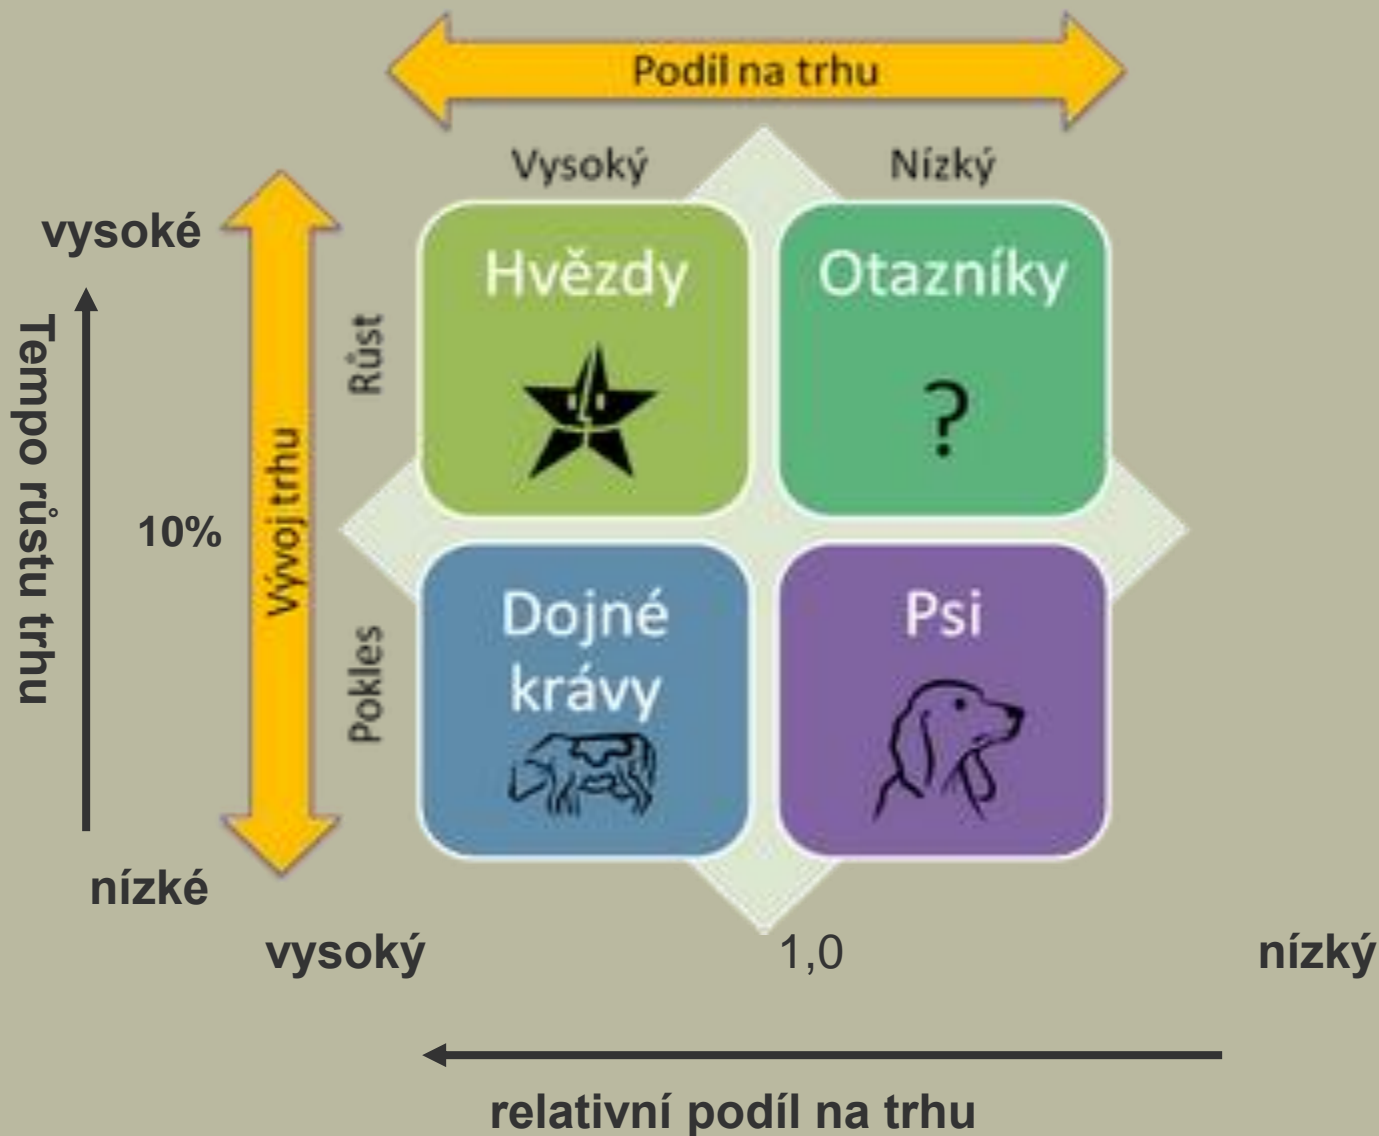 Podíl na trhu
Vysoký
Nízký
vysoké
Hvězdy
Otazníky
?
Růst
Tempo růstu trhu
Vývoj trhu
10%
Dojné
krávy
Psi
Pokles
nízké
vysoký
1,0
nízký
relativní podíl na trhu